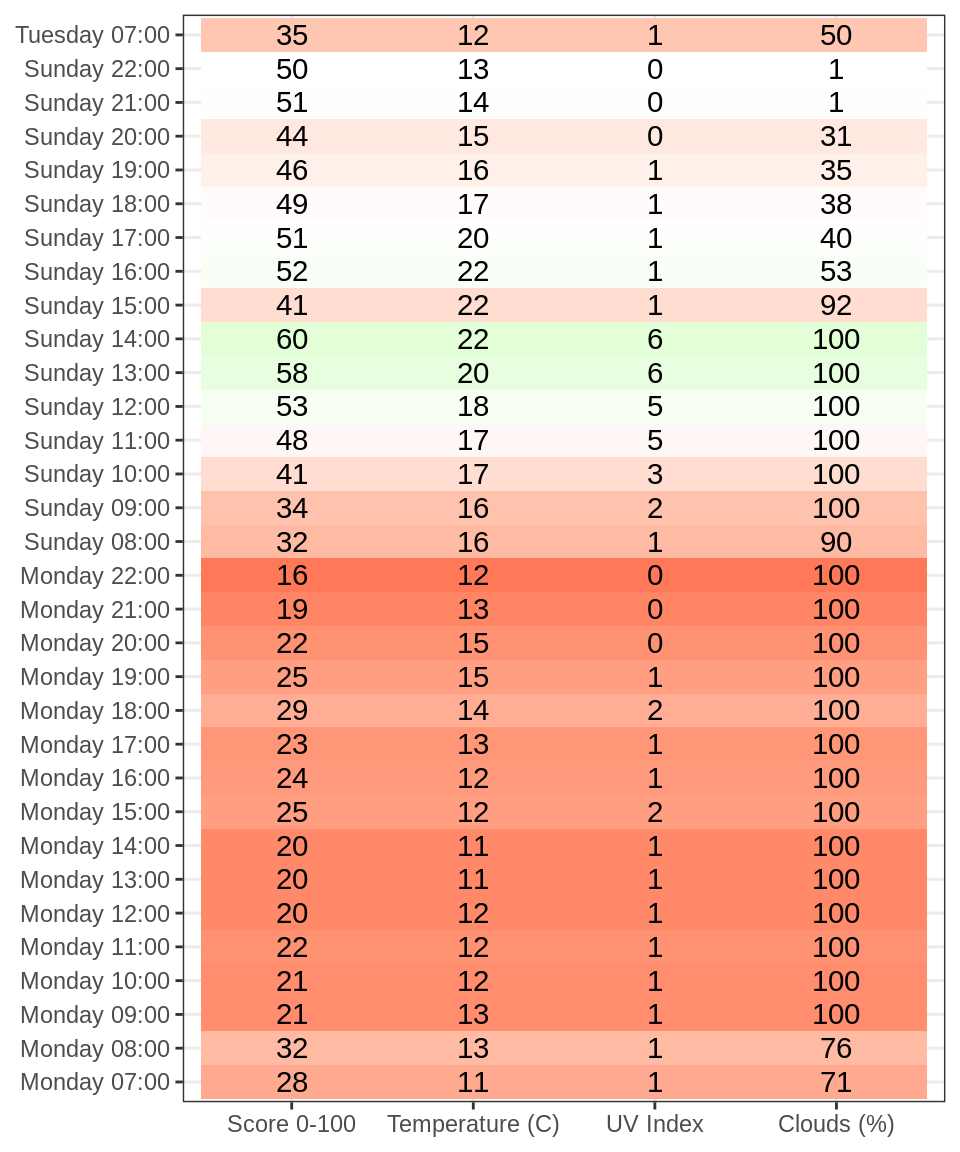 Tuesday 07:00 35 12 1 50
Sunday 22:00 50 13 0 1
Sunday 21:00 51 14 0 1
Sunday 20:00 44 15 0 31
Sunday 19:00 46 16 1 35
Sunday 18:00 49 17 1 38
Sunday 17:00 51 20 1 40
Sunday 16:00 52 22 1 53
Sunday 15:00 41 22 1 92
Sunday 14:00 60 22 6 100
Sunday 13:00 58 20 6 100
Sunday 12:00 53 18 5 100
Sunday 11:00 48 17 5 100
Sunday 10:00 41 17 3 100
Sunday 09:00 34 16 2 100
Sunday 08:00 32 16 1 90
Monday 22:00 16 12 0 100
Monday 21:00 19 13 0 100
Monday 20:00 22 15 0 100
Monday 19:00 25 15 1 100
Monday 18:00 29 14 2 100
Monday 17:00 23 13 1 100
Monday 16:00 24 12 1 100
Monday 15:00 25 12 2 100
Monday 14:00 20 11 1 100
Monday 13:00 20 11 1 100
Monday 12:00 20 12 1 100
Monday 11:00 22 12 1 100
Monday 10:00 21 12 1 100
Monday 09:00 21 13 1 100
Monday 08:00 32 13 1 76
Monday 07:00 28 11 1 71
Score 0-100 Temperature (C) UV Index Clouds (%)